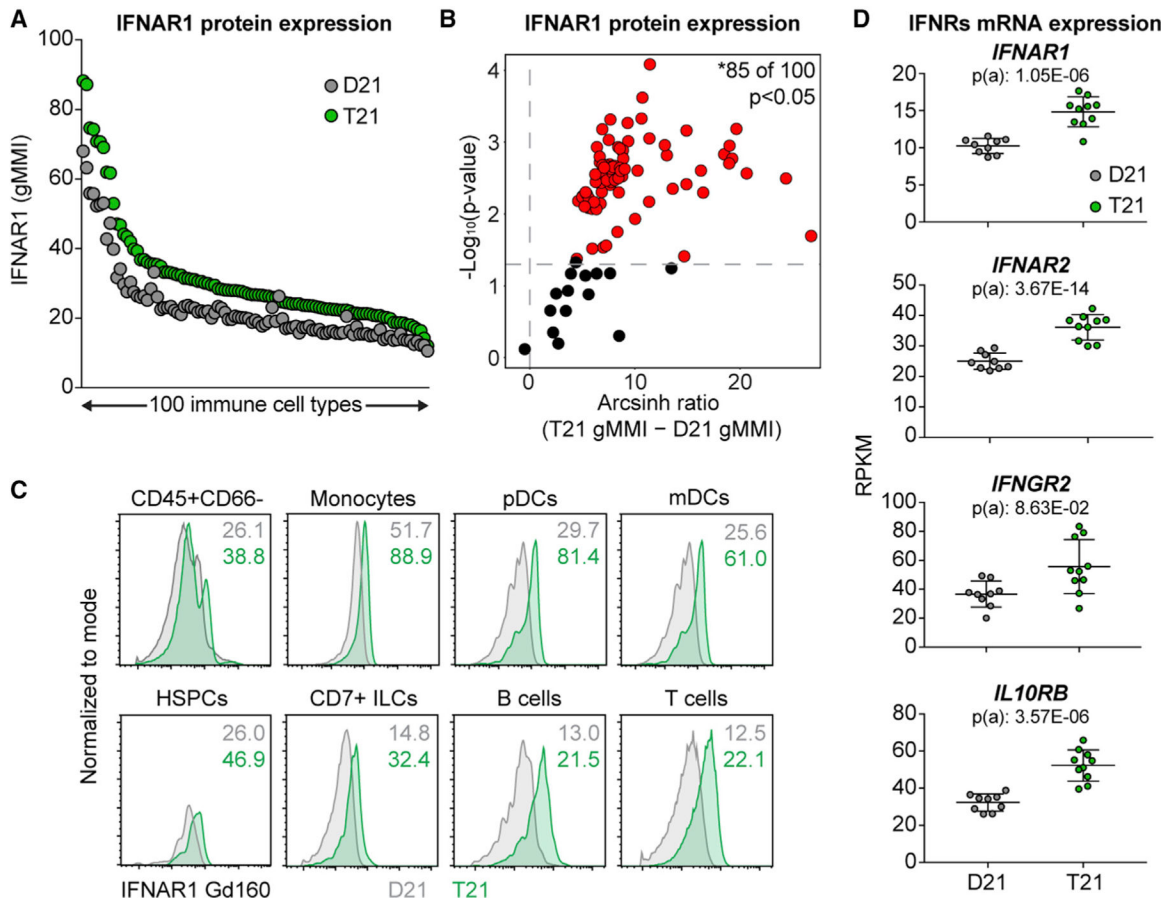 A
IFNAR1 protein expression
IFNAR1 (gMMI)
100
80
60
40
20
0
D21
T21
100 immune cell types
B
IFNAR1 protein expression
-Log10(p-value)
4
3
2
1
0
*85 of 100
p<0.05
0
10
20
Arcsinh ratio
(T21 gMMI − D21 gMMI)
C
Normalized to mode
CD45+CD66-
26.1
38.8
Monocytes
51.7
88.9
pDCs
29.7
81.4
mDCs
25.6
61.0
HSPCs
26.0
46.9
CD7+ ILCs
14.8
32.4
B cells
13.0
21.5
T cells
12.5
22.1
IFNAR1 Gd160
D21
T21
D
IFNRs mRNA expression
RPKM
IFNAR1
p(a): 1.05E-06
20
15
10
5
0
D21
T21
IFNAR2
p(a): 3.67E-14
50
40
30
20
10
0
IFNGR2
p(a): 8.63E-02
100
80
60
40
20
0
IL10RB
p(a): 3.57E-06
80
60
40
20
0
D21
T21